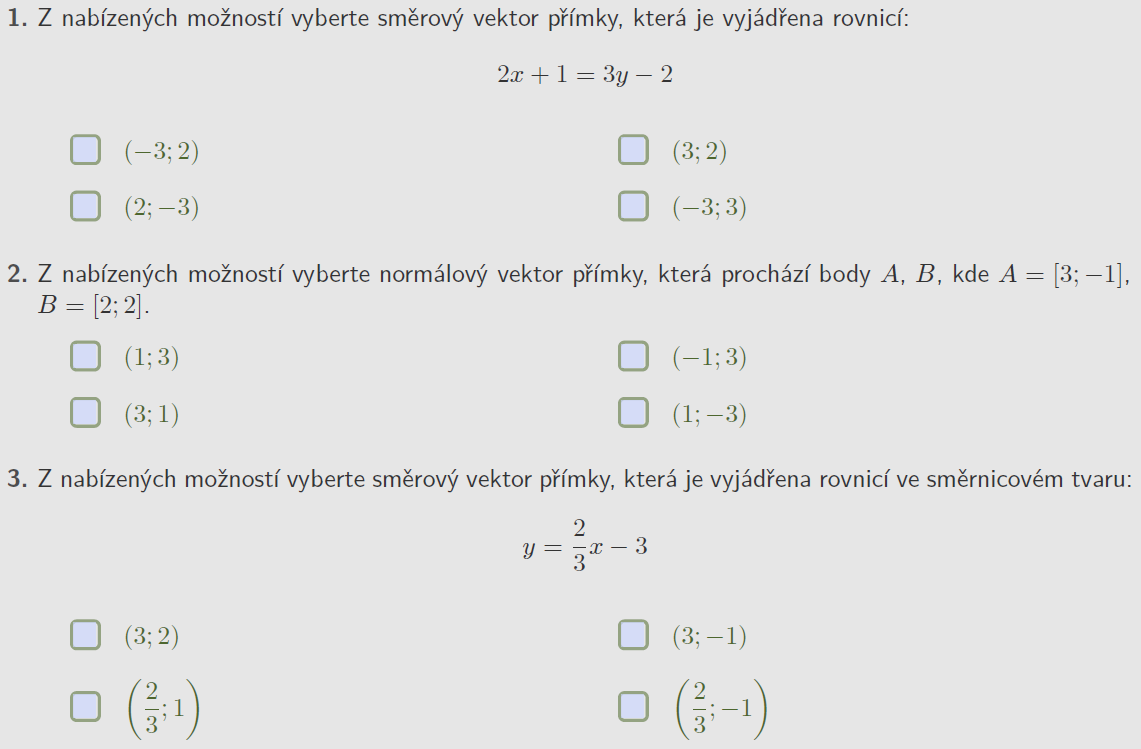 1. Z nabízených možností vyberte směrový vektor přímky, která je vyjádřena rovnicí:
2x + 1 = 3y − 2
(−3; 2) (3; 2)
(2; −3) (−3; 3)
2. Z nabízených možností vyberte normálový vektor přímky, která prochází body A, B, kde A = [3; −1],
B = [2; 2].
(1; 3) (−1; 3)
(3; 1) (1; −3)
3. Z nabízených možností vyberte směrový vektor přímky, která je vyjádřena rovnicí ve směrnicovém tvaru:
y = 2/3 x − 3
(3; 2) (3; −1)
(2/3; 1) (2/3; −1)